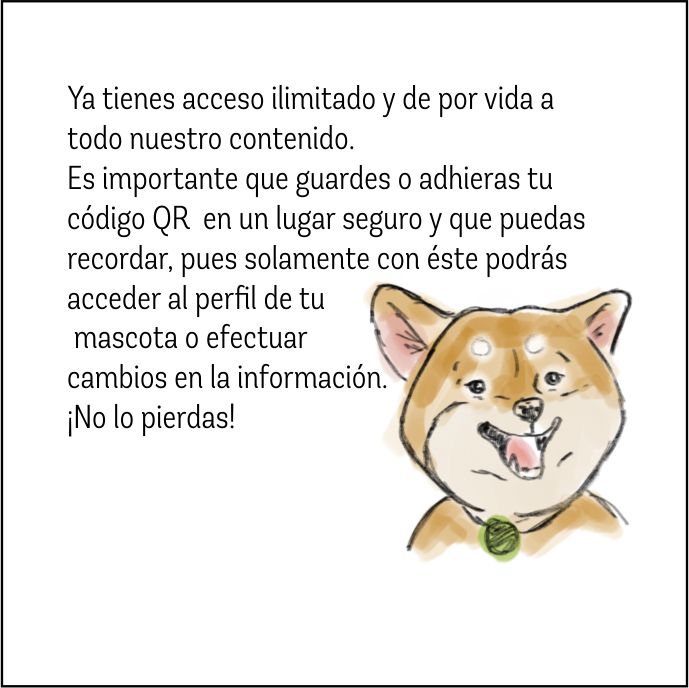 Ya tienes acceso ilimitado y de por vida a
todo nuestro contenido.
Es importante que guardes o adhieras tu
código QR  en un lugar seguro y que puedas
recordar, pues solamente con éste podrás
acceder al perfil de tu
mascota o efectuar
cambios en la información.
¡No lo pierdas!